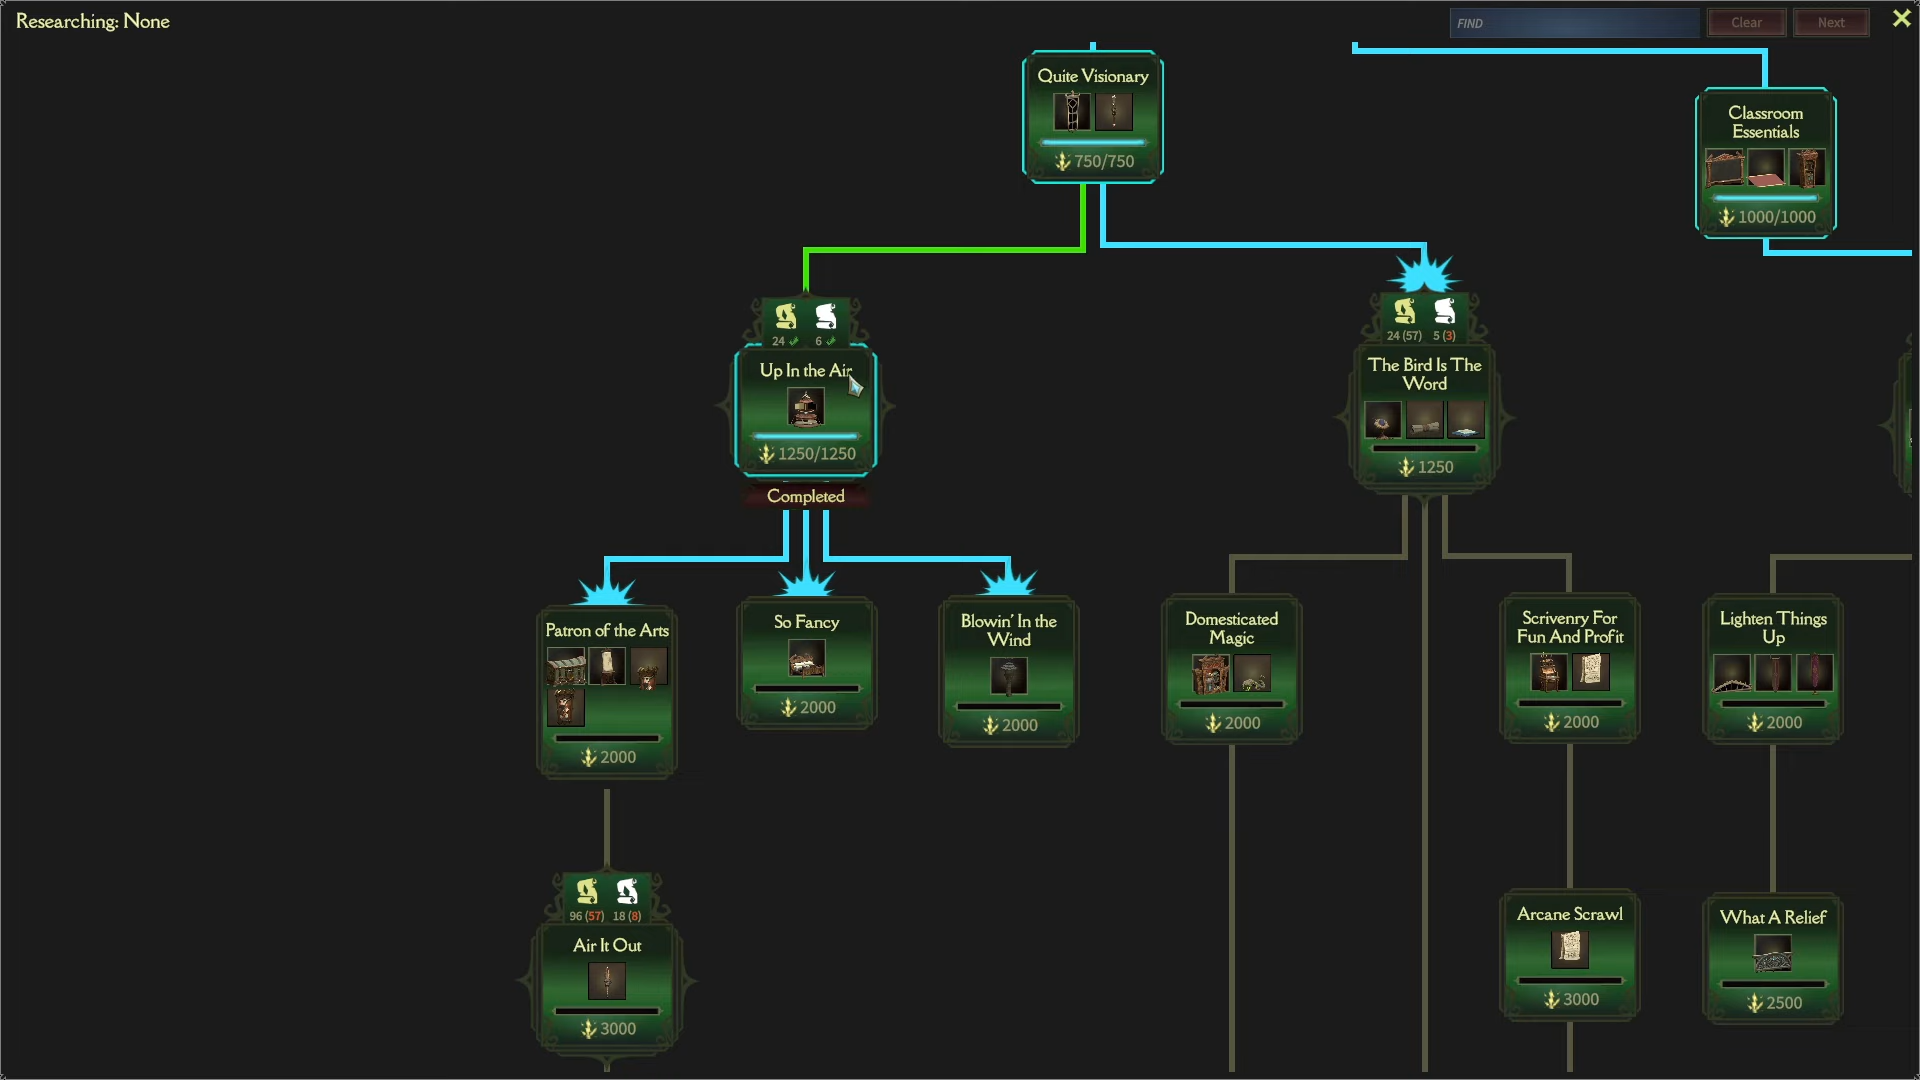 Researching: None
FIND
Clear
Next
Quite Visionary
750/750
Classroom
Essentials
1000/1000
24
6
Up In the Air
1250/1250
Completed
24 (57)
5 (3)
The Bird Is The
Word
1250
Patron of the Arts
2000
So Fancy
2000
Blowin' In the
Wind
2000
Domesticated
Magic
2000
Scrivenry For
Fun And Profit
2000
Lighten Things
Up
2000
96 (57)
18 (8)
Air It Out
3000
Arcane Scrawl
3000
What A Relief
2500